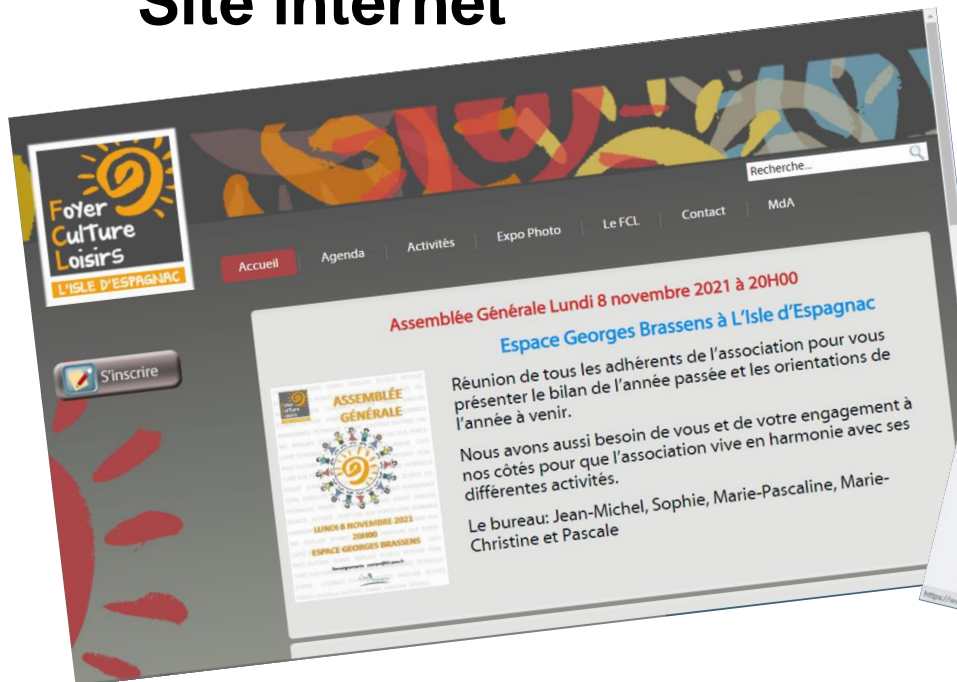 Site internet
Foyer
CulTure
Loisirs
L'ISLE D'ESPAGNAC
Recherche...
Accueil
Agenda
Activités
Expo Photo
Le FCL
Contact
MdA
S'inscrire
Assemblée Générale Lundi 8 novembre 2021 à 20H00
Espace Georges Brassens à L'Isle d'Espagnac
Réunion de tous les adhérents de l'association pour vous
présenter le bilan de l'année passée et les orientations de
l'année à venir.
Nous avons aussi besoin de vous et de votre engagement à
nos côtés pour que l'association vive en harmonie avec ses
différentes activités.
Le bureau: Jean-Michel, Sophie, Marie-Pascaline, Marie-
Christine et Pascale
ASSEMBLÉE
GÉNÉRALE
LUNDI 8 NOVEMBRE 2021
20H00
ESPACE GEORGES BRASSENS